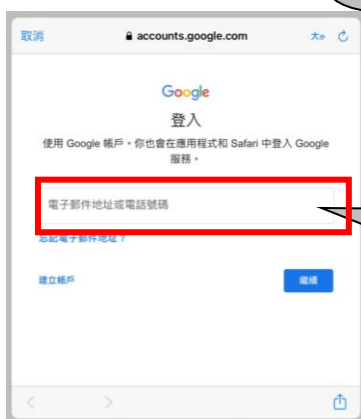 取消 accounts.google.com 大小
Google
登入
使用 Google 帳戶。你也會在應用程式和 Safari 中登入 Google
服務。
電子郵件地址或電話號碼
忘記電子郵件地址？
建立帳戶 繼續